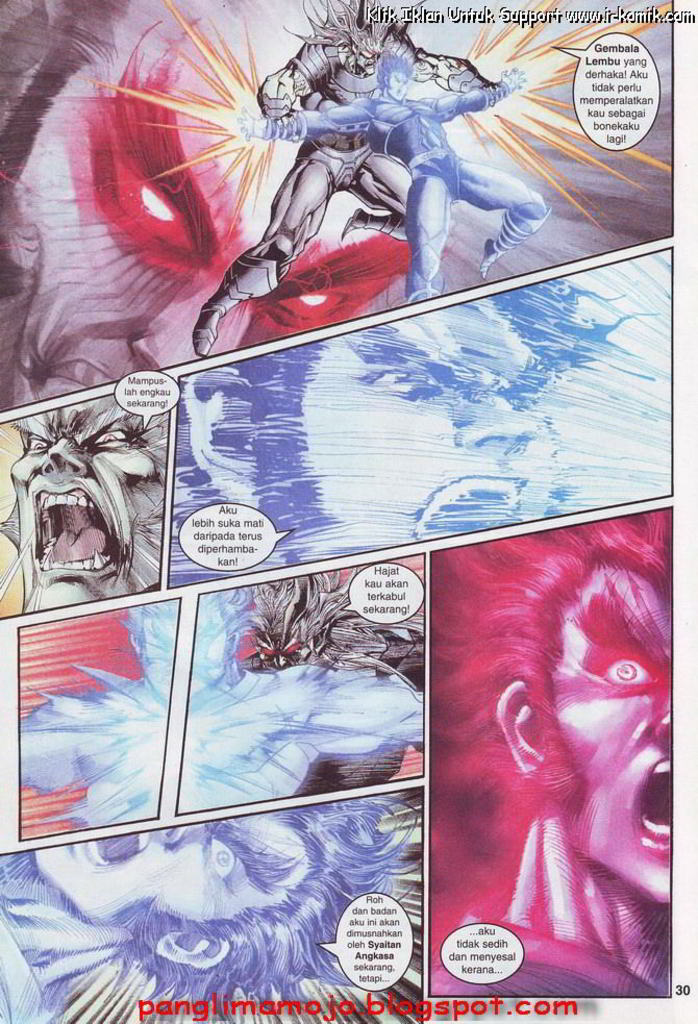 Klik Iklan Untuk Support www.i-komik.com
Gembala
Lembu yang
derhaka! Aku
tidak perlu
memperalatkan
kau sebagai
bonekaku
lagi!
Mampus-
lah engkau
sekarang!
Aku
lebih suka mati
daripada terus
diperhamba-
kan!
Hajat
kau akan
terkabul
sekarang!
Roh
dan badan
aku ini akan
dimusnahkan
oleh Syaitan
Angkasa
sekarang,
tetapi...
...aku
tidak sedih
dan menyesal
kerana...
30
panglimamojo.blogspot.com